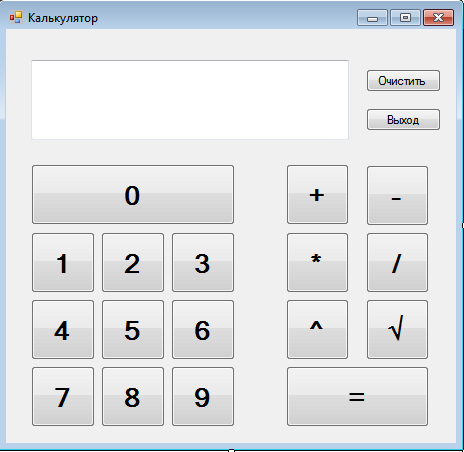 Калькулятор
Очистить
Выход
0 + -
1 2 3 * /
4 5 6 ^ √
7 8 9 =